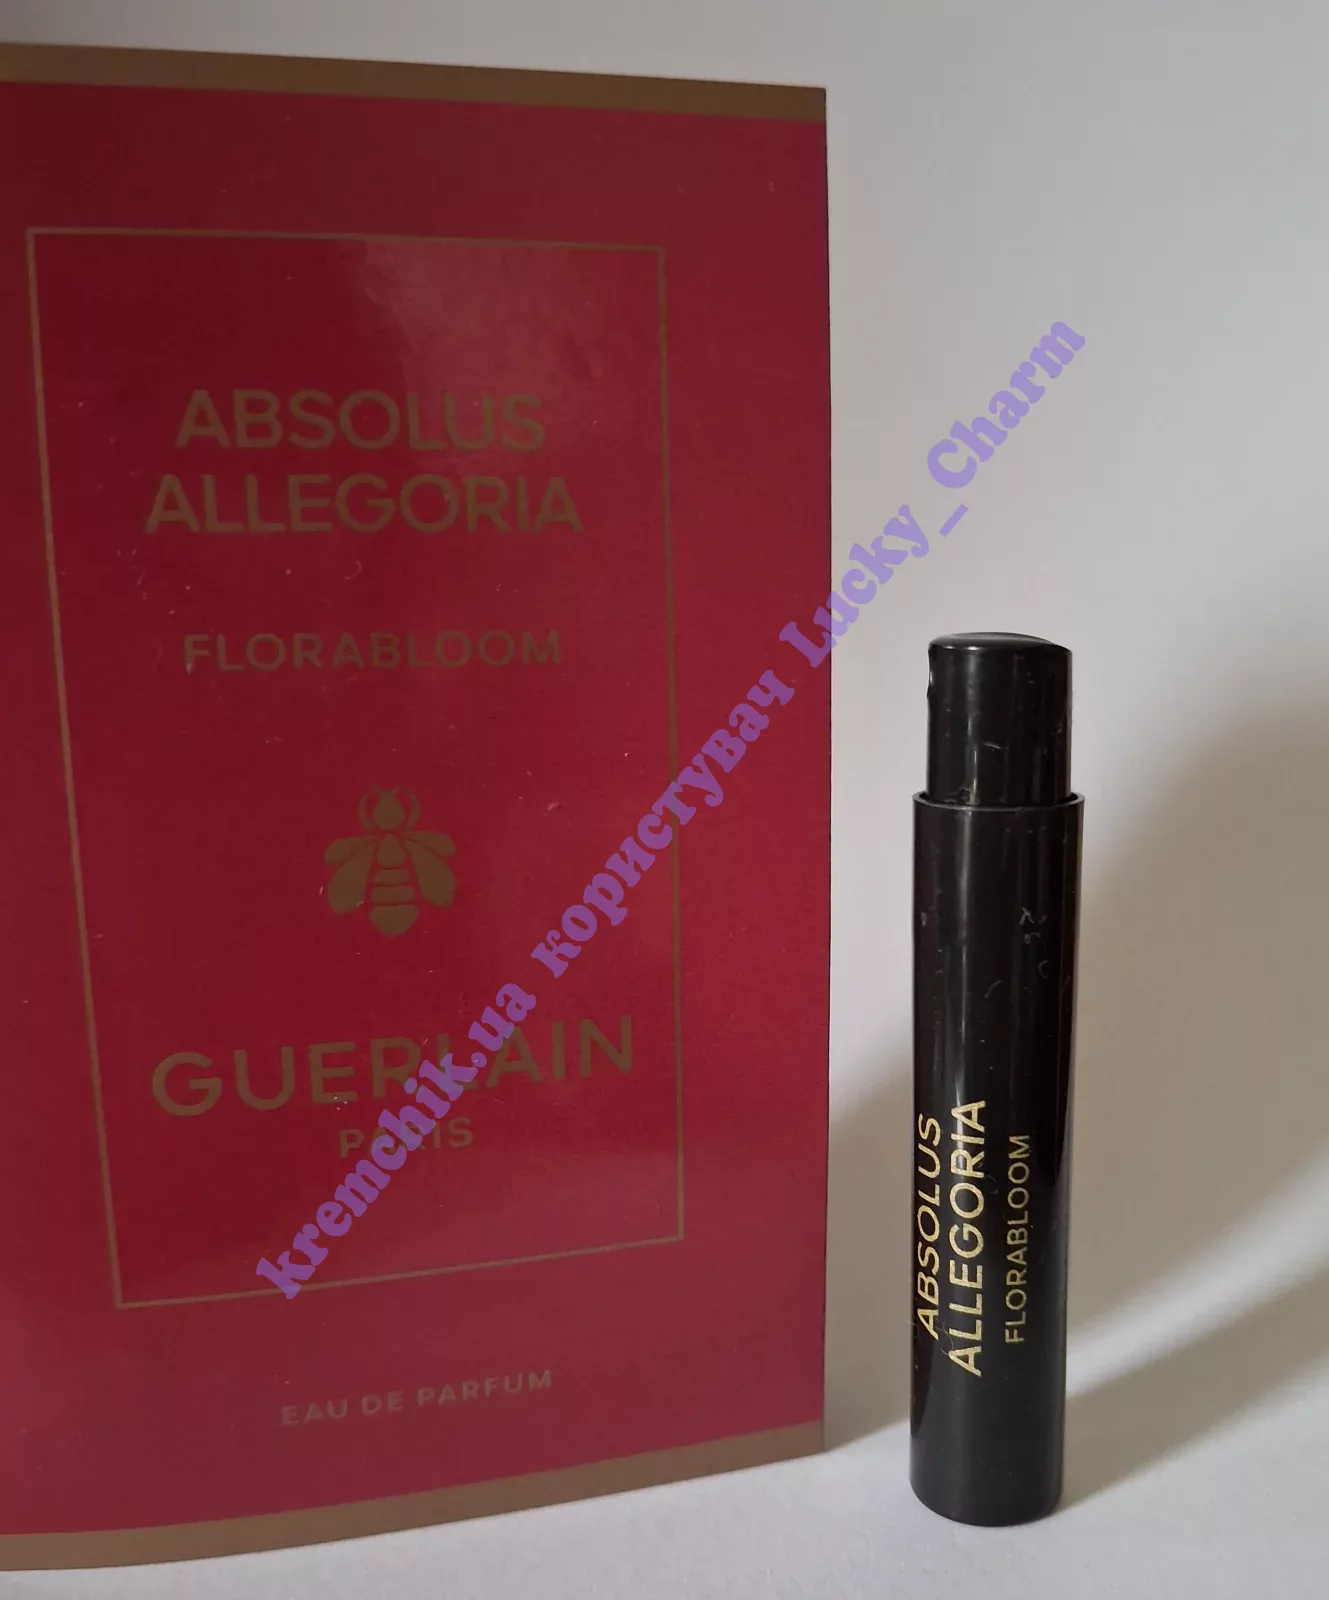 ABSOLUS
ALLEGORIA
FLORABLOOM
GUERLAIN
PARIS
EAU DE PARFUM
ABSOLUS
ALLEGORIA
FLORABLOOM
kremchik.ua користувач Lucky_Charm